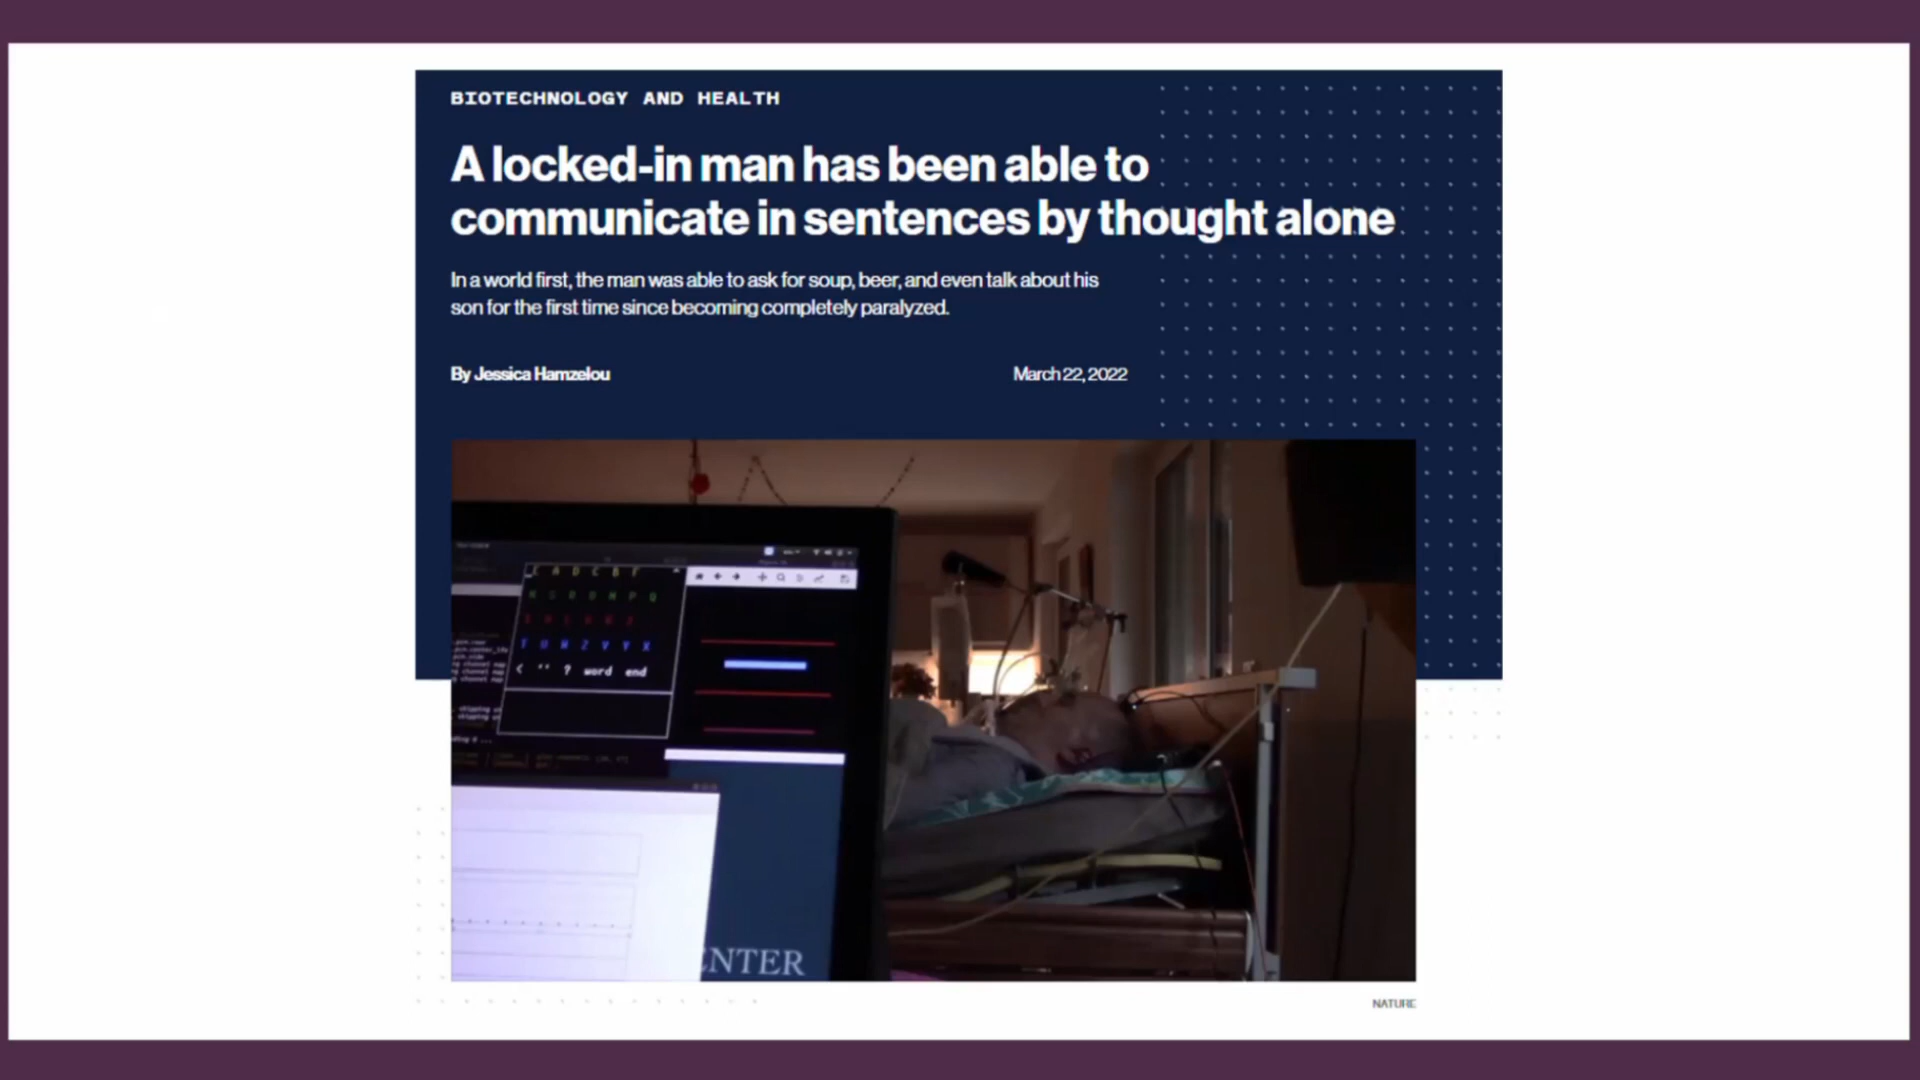 BIOTECHNOLOGY AND HEALTH
A locked-in man has been able to
communicate in sentences by thought alone
In a world first, the man was able to ask for soup, beer, and even talk about his
son for the first time since becoming completely paralyzed.
By Jessica Hamzelou
March 22, 2022
T U W Z V Y X
< ? word end
ENTER
NATURE